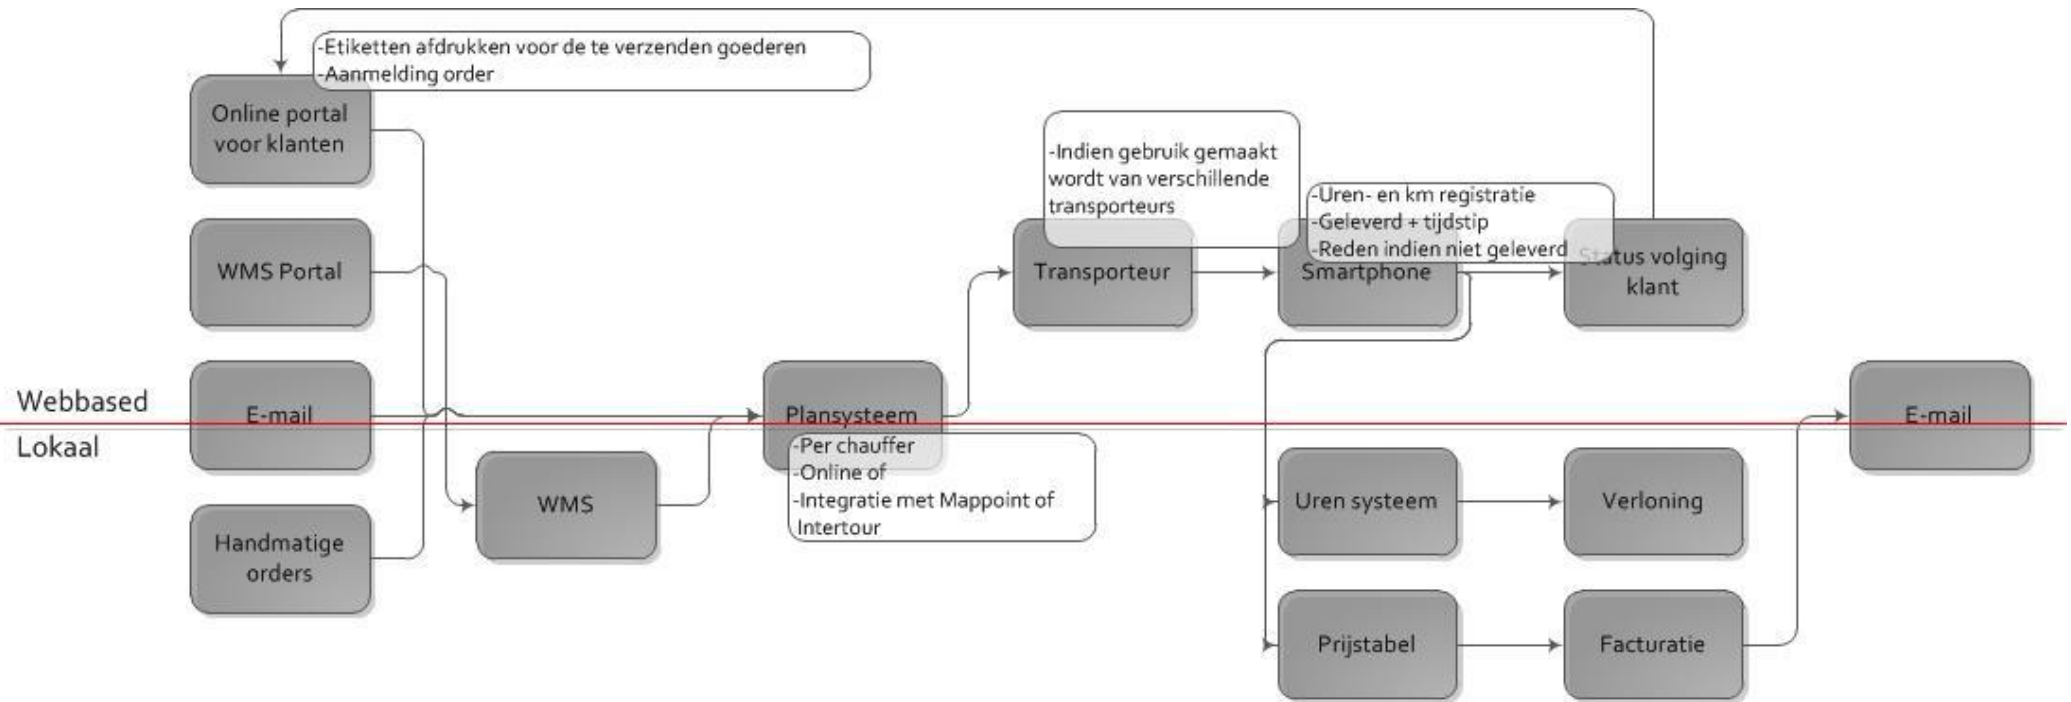 -Etiketten afdrukken voor de te verzenden goederen
-Aanmelding order
Online portal
voor klanten
-Indien gebruik gemaakt
wordt van verschillende
transporteurs
-Uren- en km registratie
-Geleverd + tijdstip
-Reden indien niet geleverd
WMS Portal
Transporteur
Smartphone
Status volging
klant
Webbased
Lokaal
E-mail
Plansysteem
-Per chauffer
-Online of
-Integratie met Mappoint of
Intertour
E-mail
WMS
Uren systeem
Verloning
Handmatige
orders
Prijstabel
Facturatie